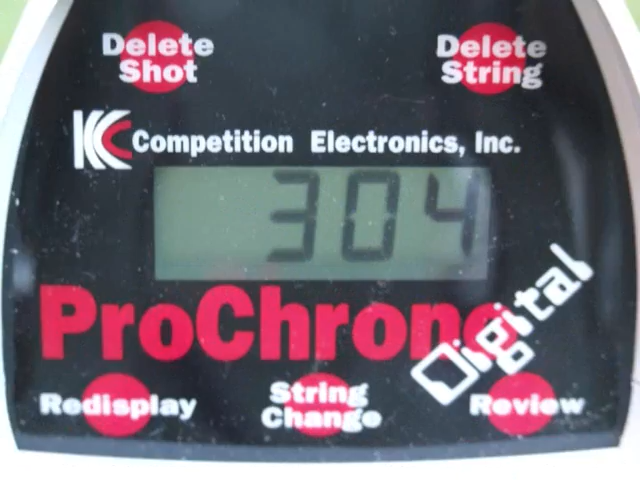 Delete Shot
Delete String
Competition Electronics, Inc.
304
ProChrono
Digital
Redisplay
String Change
Review